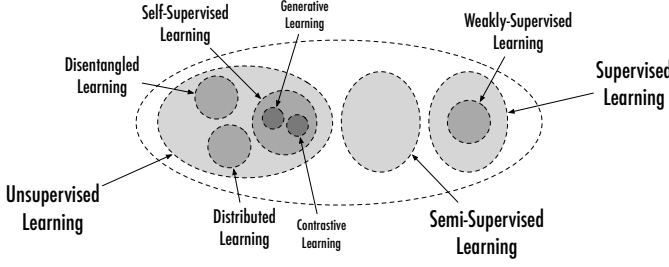 Generative
Learning
Self-Supervised
Learning
Weakly-Supervised
Learning
Disentangled
Learning
Supervised
Learning
Unsupervised
Learning
Distributed
Learning
Contrastive
Learning
Semi-Supervised
Learning